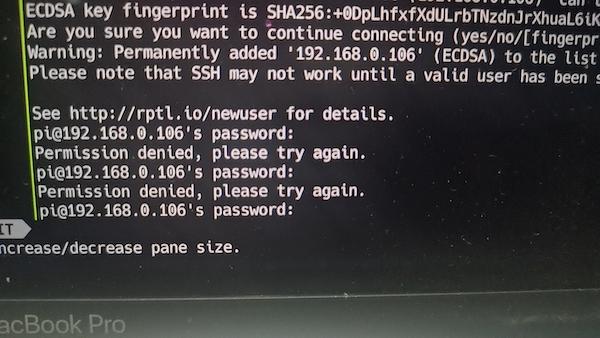 ECDSA key fingerprint is SHA256:+0DpLhfxfXdULrbTNzdnJrXhuaL6iK
Are you sure you want to continue connecting (yes/no/[fingerpr
Warning: Permanently added '192.168.0.106' (ECDSA) to the list
Please note that SSH may not work until a valid user has been s
See http://rptl.io/newuser for details.
pi@192.168.0.106's password:
Permission denied, please try again.
pi@192.168.0.106's password:
Permission denied, please try again.
pi@192.168.0.106's password:
IT
ncrease/decrease pane size.
acBook Pro